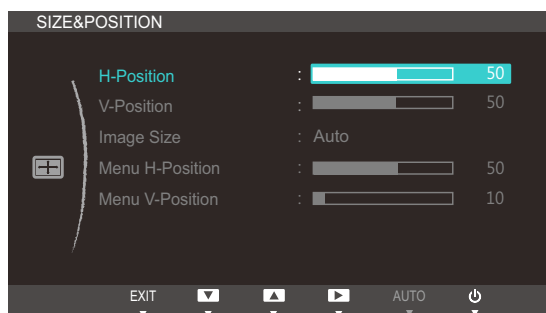 SIZE&POSITION
H-Position : 50
V-Position : 50
Image Size : Auto
Menu H-Position : 50
Menu V-Position : 10
EXIT AUTO